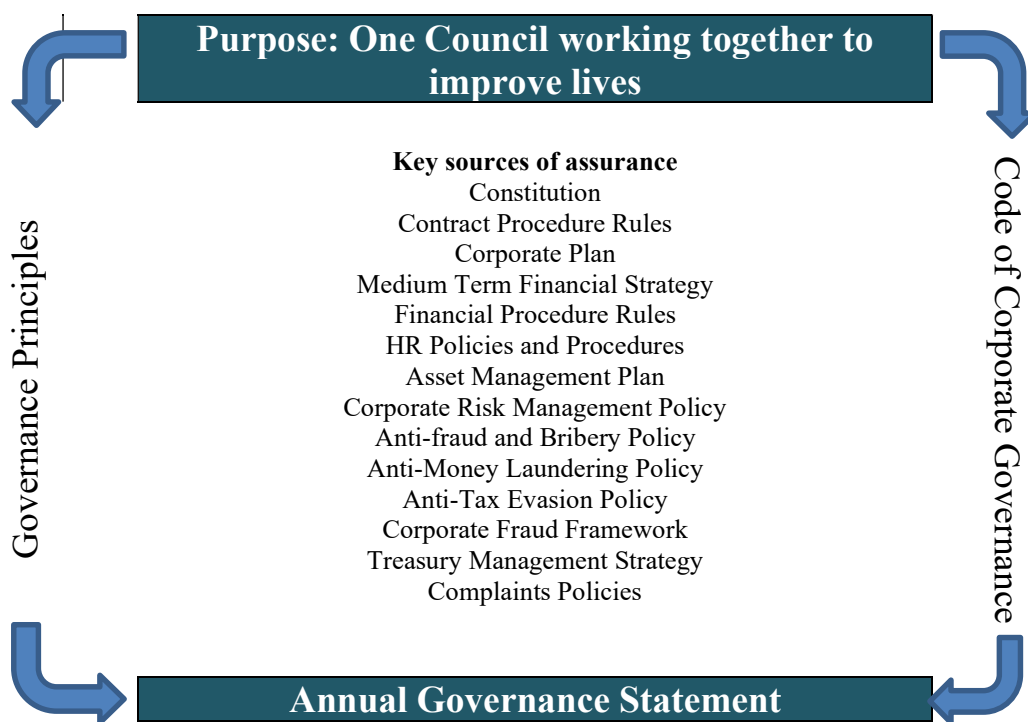 Purpose: One Council working together to
improve lives
Governance Principles
Key sources of assurance
Constitution
Contract Procedure Rules
Corporate Plan
Medium Term Financial Strategy
Financial Procedure Rules
HR Policies and Procedures
Asset Management Plan
Corporate Risk Management Policy
Anti-fraud and Bribery Policy
Anti-Money Laundering Policy
Anti-Tax Evasion Policy
Corporate Fraud Framework
Treasury Management Strategy
Complaints Policies
Code of Corporate Governance
Annual Governance Statement